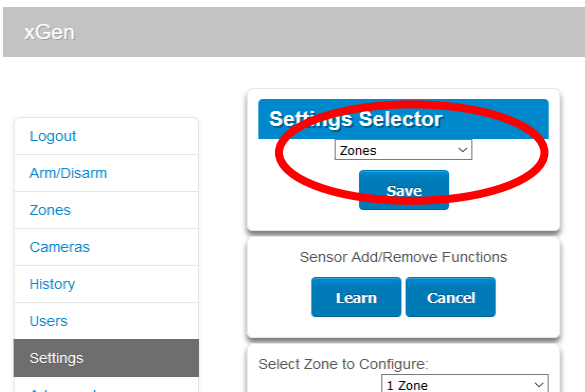 xGen
Logout
Arm/Disarm
Zones
Cameras
History
Users
Settings
Settings Selector
Zones
Save
Sensor Add/Remove Functions
Learn Cancel
Select Zone to Configure:
1 Zone